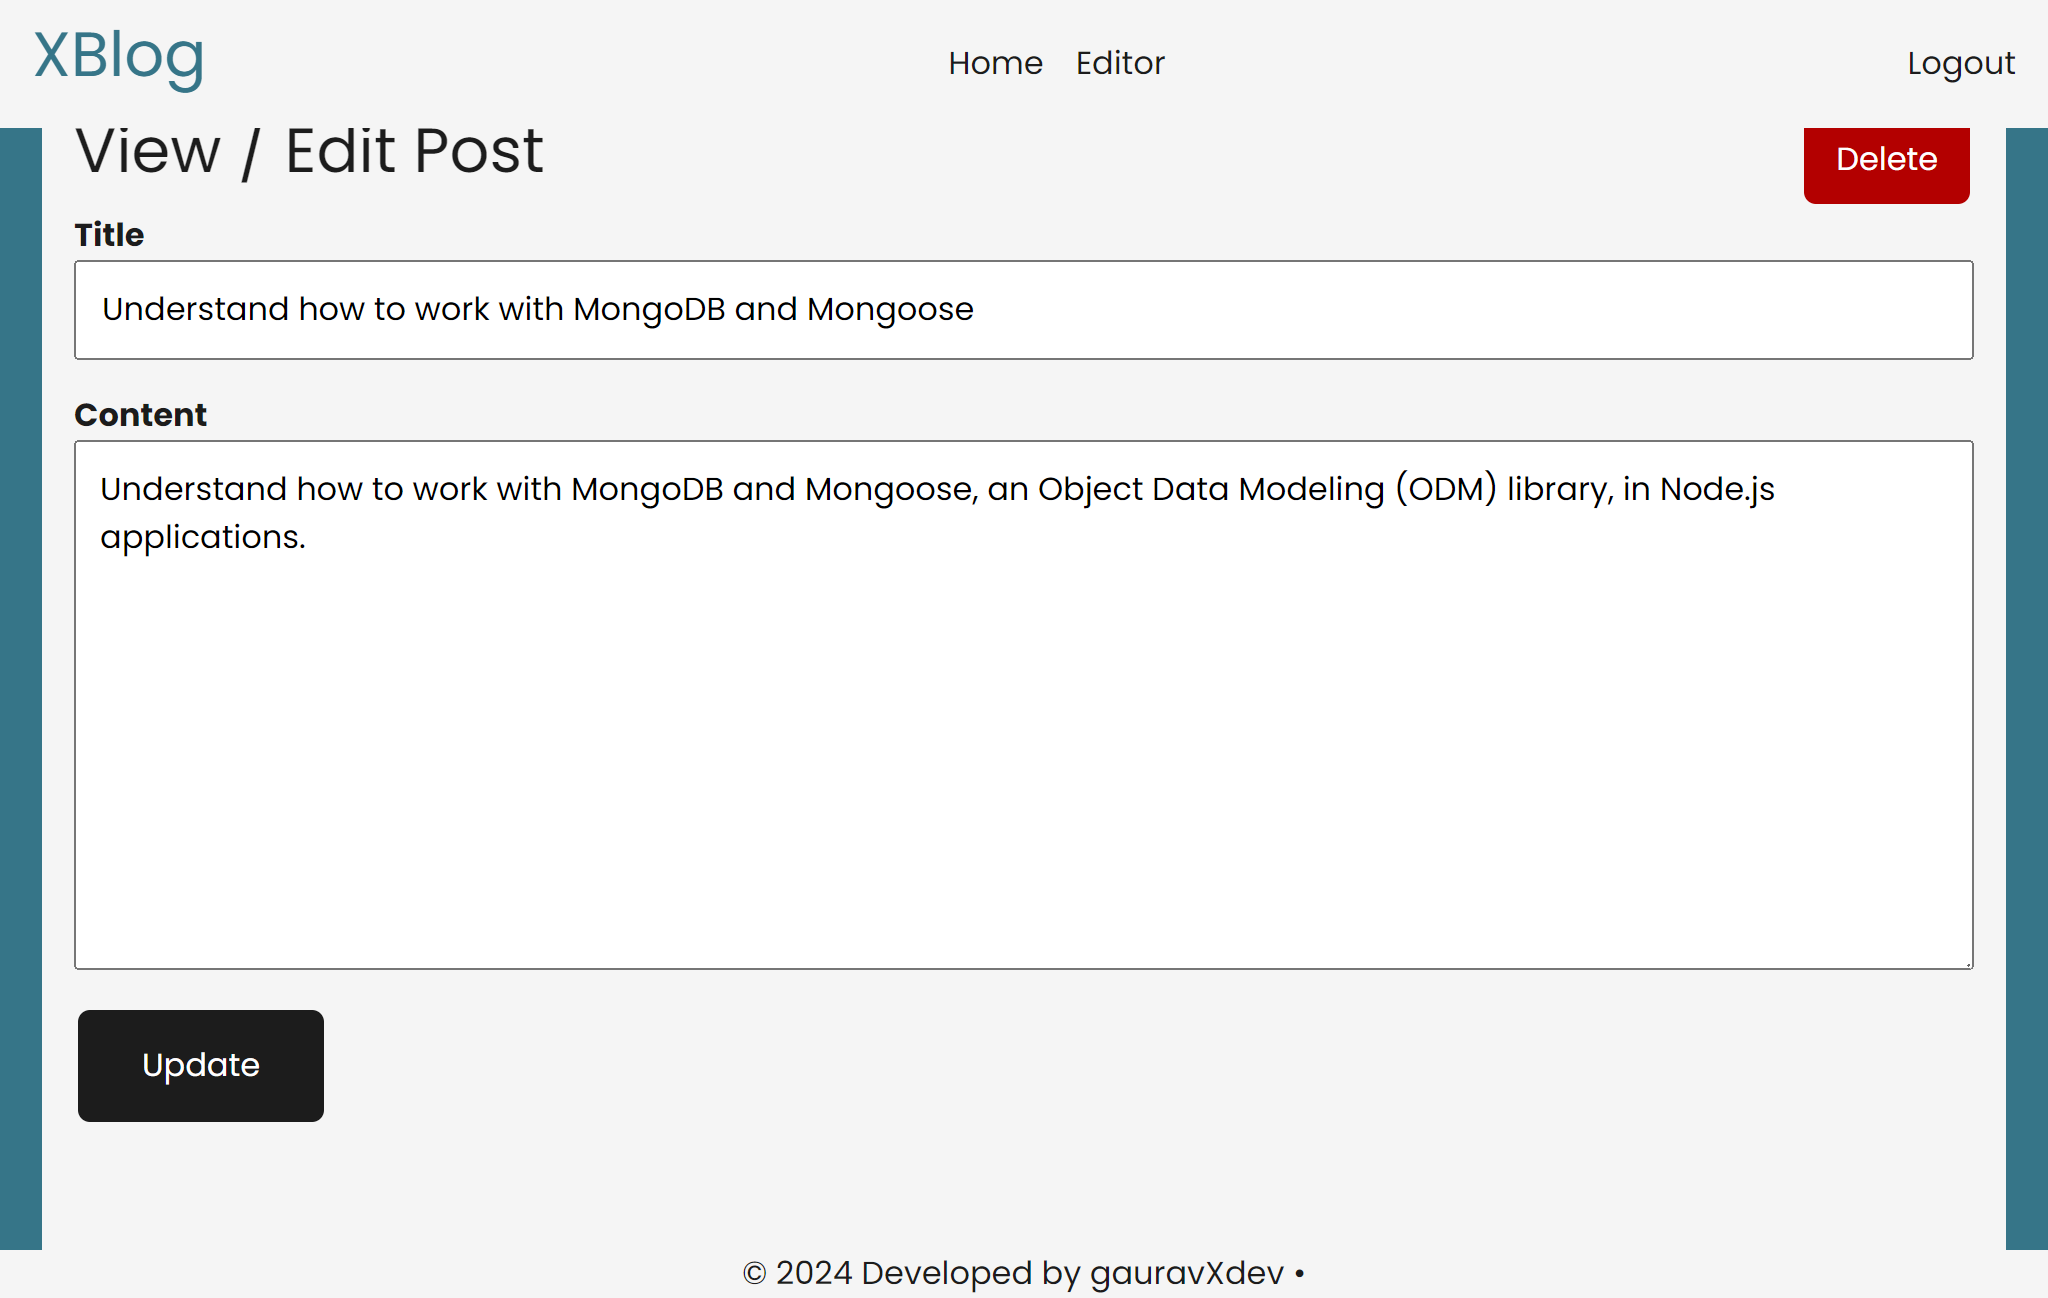 XBlog
Home Editor
Logout
View / Edit Post
Delete
Title
Understand how to work with MongoDB and Mongoose
Content
Understand how to work with MongoDB and Mongoose, an Object Data Modeling (ODM) library, in Node.js
applications.
Update
© 2024 Developed by gauravXdev •